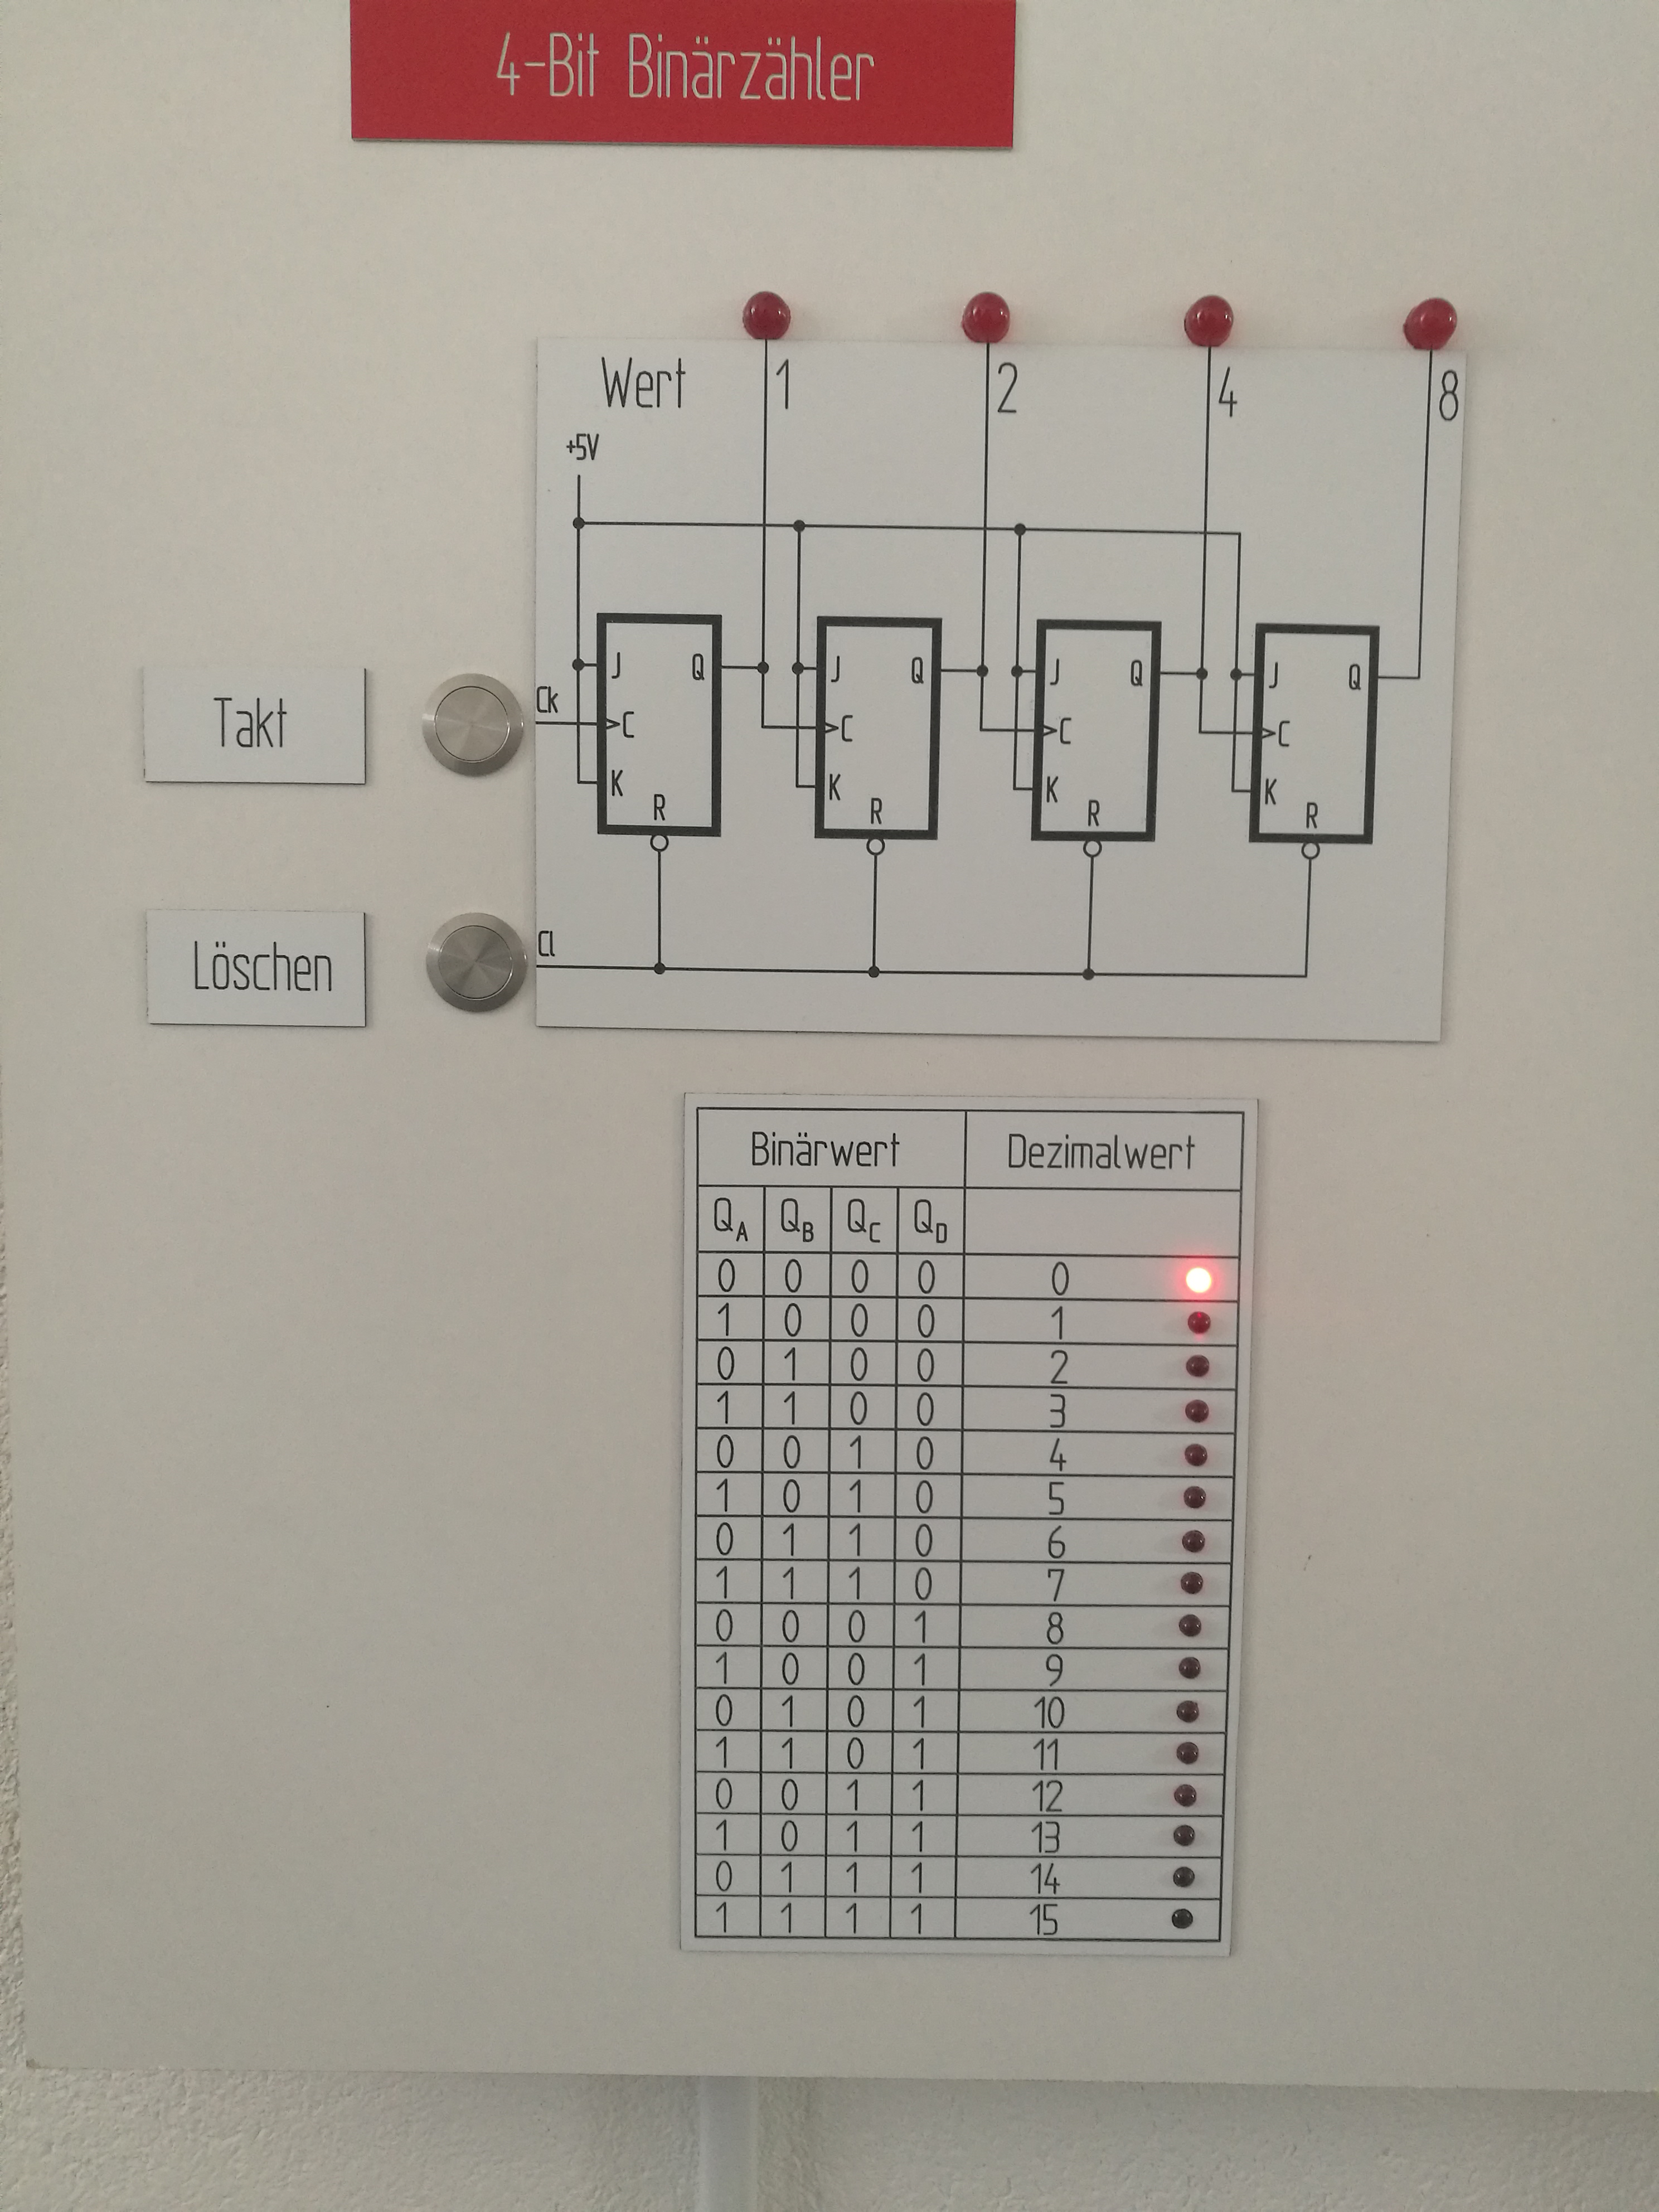 4-Bit Binärzähler
Wert 1 2 4 8
+5V
J Q J Q J Q J Q
Takt Ck C C C C
K K K K
R R R R
Löschen Cl
Binärwert Dezimalwert
QA QB QC QD
0 0 0 0 0
1 0 0 0 1
0 1 0 0 2
1 1 0 0 3
0 0 1 0 4
1 0 1 0 5
0 1 1 0 6
1 1 1 0 7
0 0 0 1 8
1 0 0 1 9
0 1 0 1 10
1 1 0 1 11
0 0 1 1 12
1 0 1 1 13
0 1 1 1 14
1 1 1 1 15